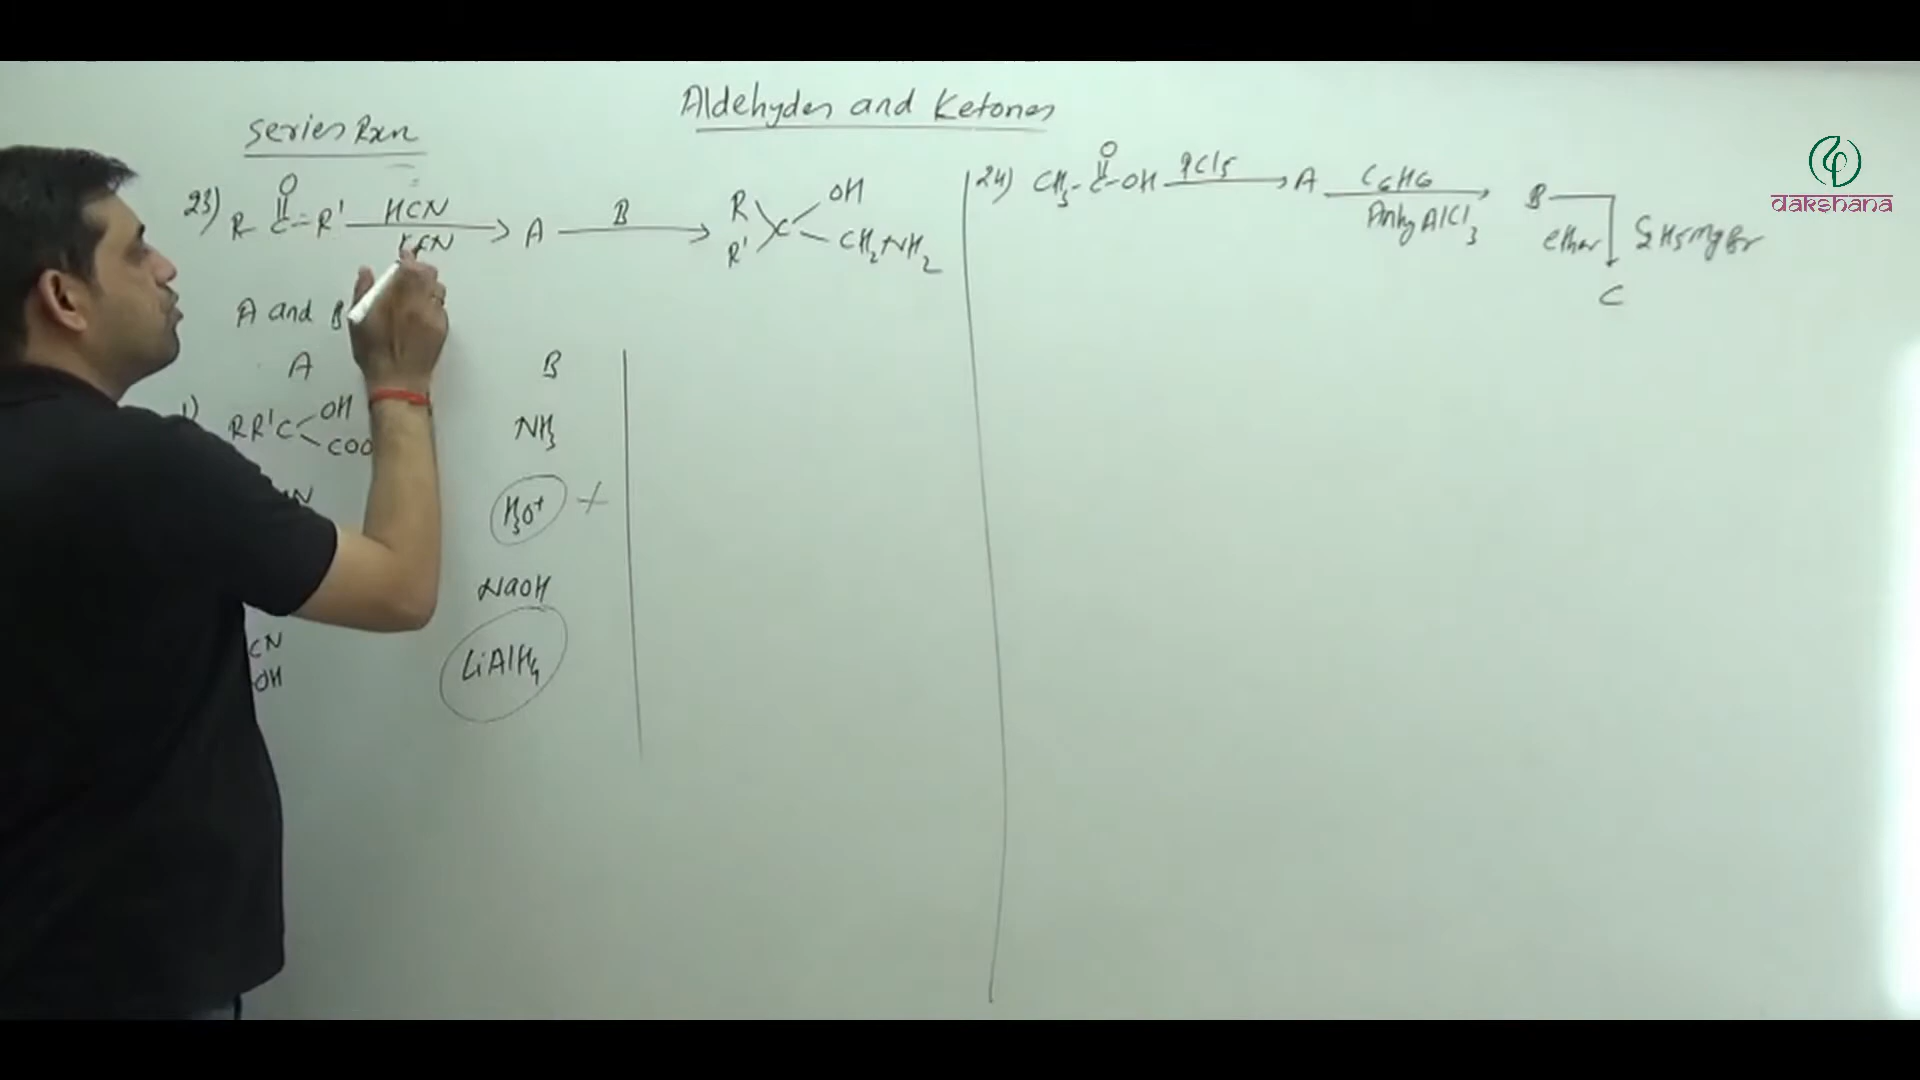 Aldehydes and Ketones
Series Rxn
23) R-C(=O)-R' HCN KCN → A B → R R' C OH CH₂NH₂
A and B
A B
1) RR'C OH COO NH₃
N H₃O⁺ ×
NaOH
CN OH LiAlH₄
24) CH₃-C(=O)-OH PCl₅ → A C₆H₆ Anhy AlCl₃ → B
ether C₂H₅MgBr
C
dakshana